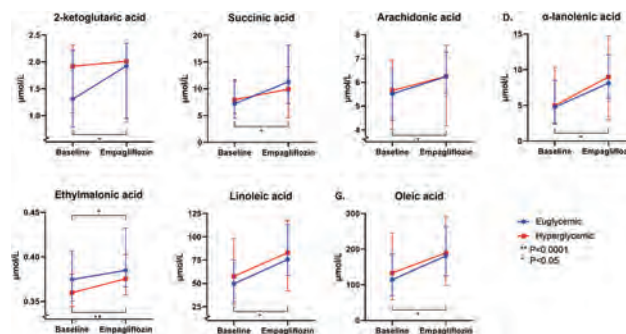 2-ketoglutaric acid
µmol/L
2.5
2.0
1.5
1.0
Baseline Empagliflozin
Succinic acid
µmol/L
20
15
10
5
0
Baseline Empagliflozin
Arachidonic acid
µmol/L
8
7
6
5
4
Baseline Empagliflozin
D. α-lanolenic acid
µmol/L
15
10
5
0
Baseline Empagliflozin
Ethylmalonic acid
µmol/L
0.45
0.40
0.35
Baseline Empagliflozin
Linoleic acid
µmol/L
125
100
75
50
25
0
Baseline Empagliflozin
G. Oleic acid
µmol/L
300
200
100
0
Baseline Empagliflozin
Euglycemic
Hyperglycemic
** P<0.0001
* P<0.05